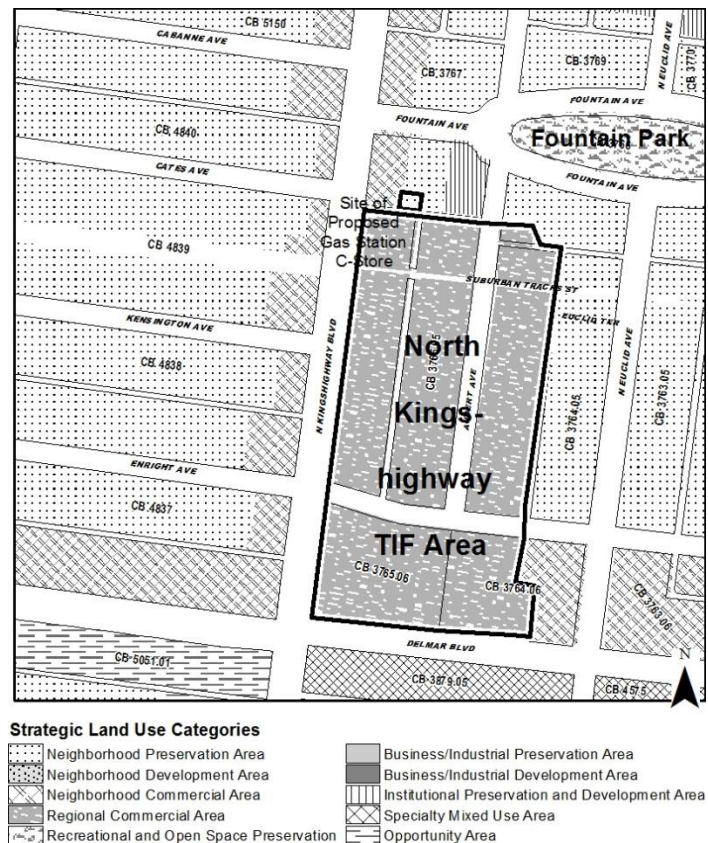 CB 5150
CABANNE AVE
CB 3767
CB 3769
N EUCLID AVE
CB 3770
FOUNTAIN AVE
FOUNTAIN AVE
CB 4840
Fountain Park
CATES AVE
FOUNTAIN AVE
Site of
Proposed
Gas Station
C-Store
CB 4839
SUBURBAN TRACKS ST
EUCLID TER
KENSINGTON AVE
N KINGSHIGHWAY BLVD
North
Kings-
highway
TIF Area
N EUCLID AVE
CB 3763.05
CB 3764.05
CB 4838
ENRIGHT AVE
CB 4837
CB 3765.06
CB 3764.06
CB 3763.06
DELMAR BLVD
N
CB 5051.01
CB 3879.05
CB 4575
Strategic Land Use Categories
Neighborhood Preservation Area
Neighborhood Development Area
Neighborhood Commercial Area
Regional Commercial Area
Recreational and Open Space Preservation
Business/Industrial Preservation Area
Business/Industrial Development Area
Institutional Preservation and Development Area
Specialty Mixed Use Area
Opportunity Area